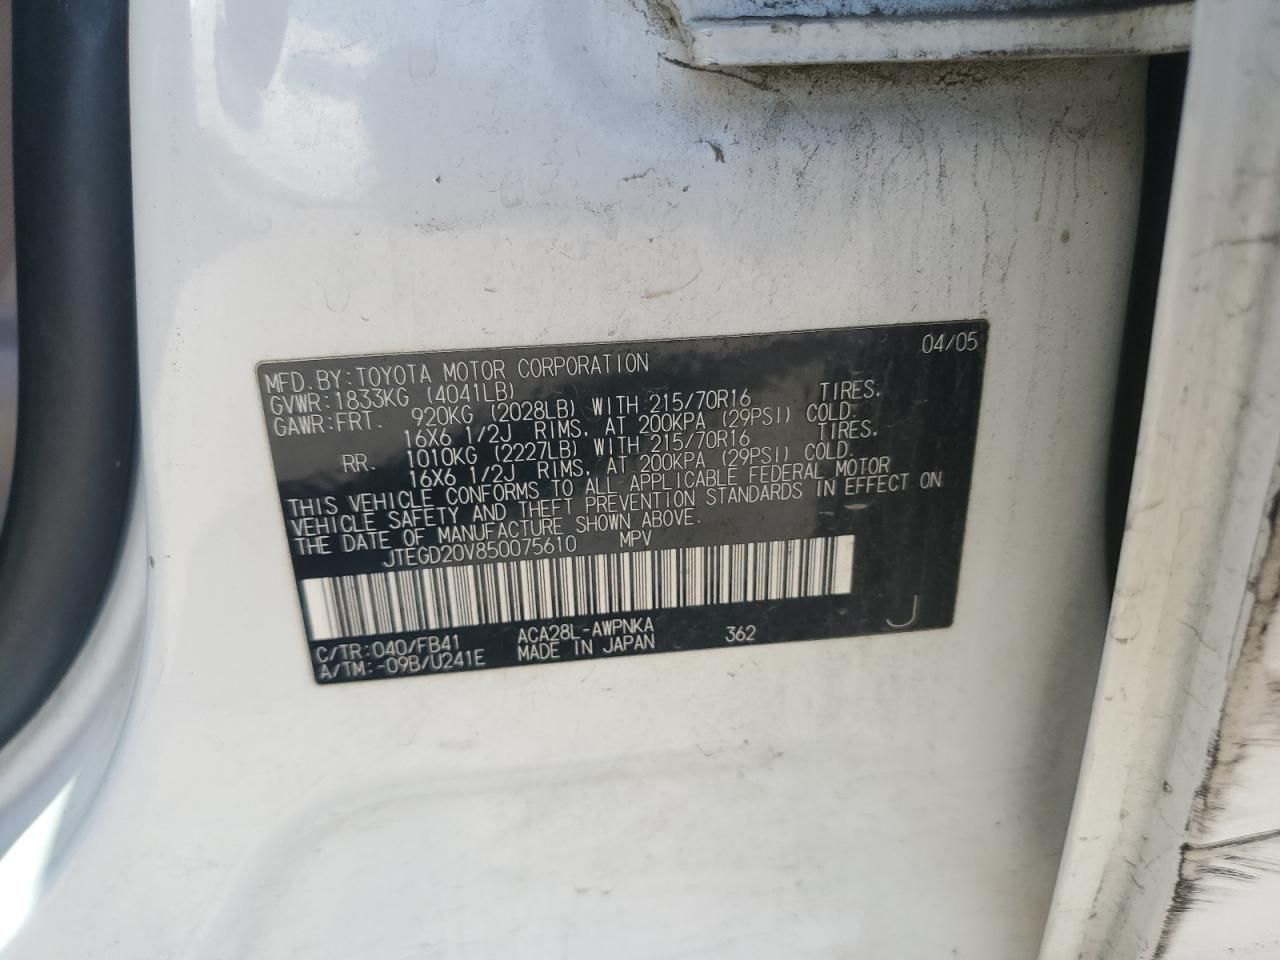 04/05
MFD. BY: TOYOTA MOTOR CORPORATION
GVWR: 1833KG (4041LB)
GAWR: FRT. 920KG (2028LB) WITH 215/70R16 TIRES.
16X6 1/2J RIMS, AT 200KPA (29PSI) COLD.
RR. 1010KG (2227LB) WITH 215/70R16 TIRES.
16X6 1/2J RIMS, AT 200KPA (29PSI) COLD.
THIS VEHICLE CONFORMS TO ALL APPLICABLE FEDERAL MOTOR
VEHICLE SAFETY AND THEFT PREVENTION STANDARDS IN EFFECT ON
THE DATE OF MANUFACTURE SHOWN ABOVE.
JTEGD20V850075610 MPV
C/TR: 040/FB41 ACA28L-AWPNKA 362 J
A/TM: -09B/U241E MADE IN JAPAN